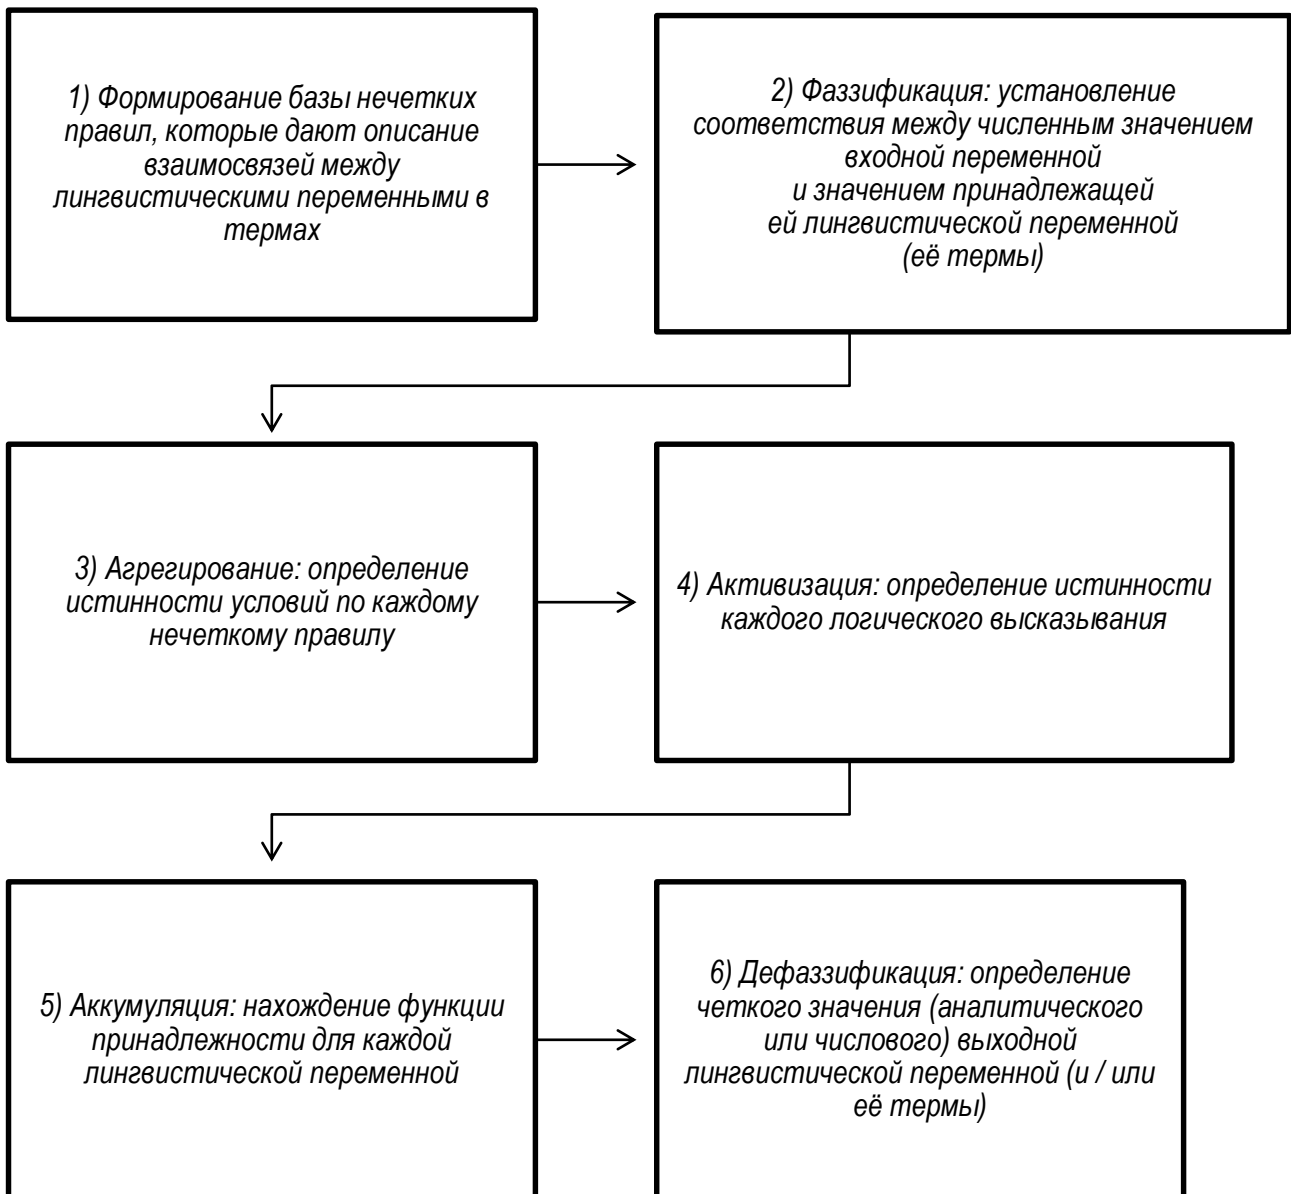 1) Формирование базы нечетких
правил, которые дают описание
взаимосвязей между
лингвистическими переменными в
термах
2) Фаззификация: установление
соответствия между численным значением
входной переменной
и значением принадлежащей
ей лингвистической переменной
(её термы)
3) Агрегирование: определение
истинности условий по каждому
нечеткому правилу
4) Активизация: определение истинности
каждого логического высказывания
5) Аккумуляция: нахождение функции
принадлежности для каждой
лингвистической переменной
6) Дефаззификация: определение
четкого значения (аналитического
или числового) выходной
лингвистической переменной (и / или
её термы)